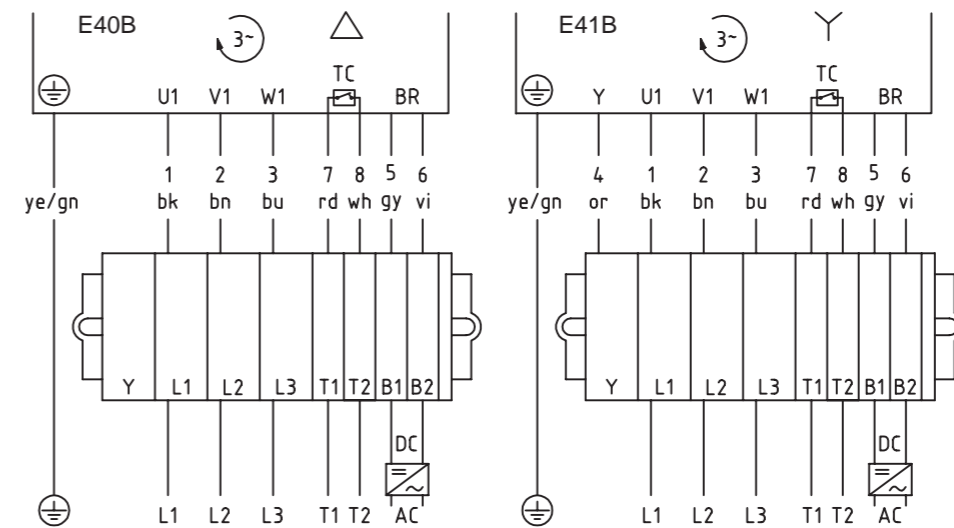 E40B 3~ E41B 3~
TC TC
U1 V1 W1 BR Y U1 V1 W1 BR
1 2 3 7 8 5 6 4 1 2 3 7 8 5 6
ye/gn bk bn bu rd wh gy vi ye/gn or bk bn bu rd wh gy vi
Y L1 L2 L3 T1 T2 B1 B2 Y L1 L2 L3 T1 T2 B1 B2
DC DC
L1 L2 L3 T1 T2 AC L1 L2 L3 T1 T2 AC